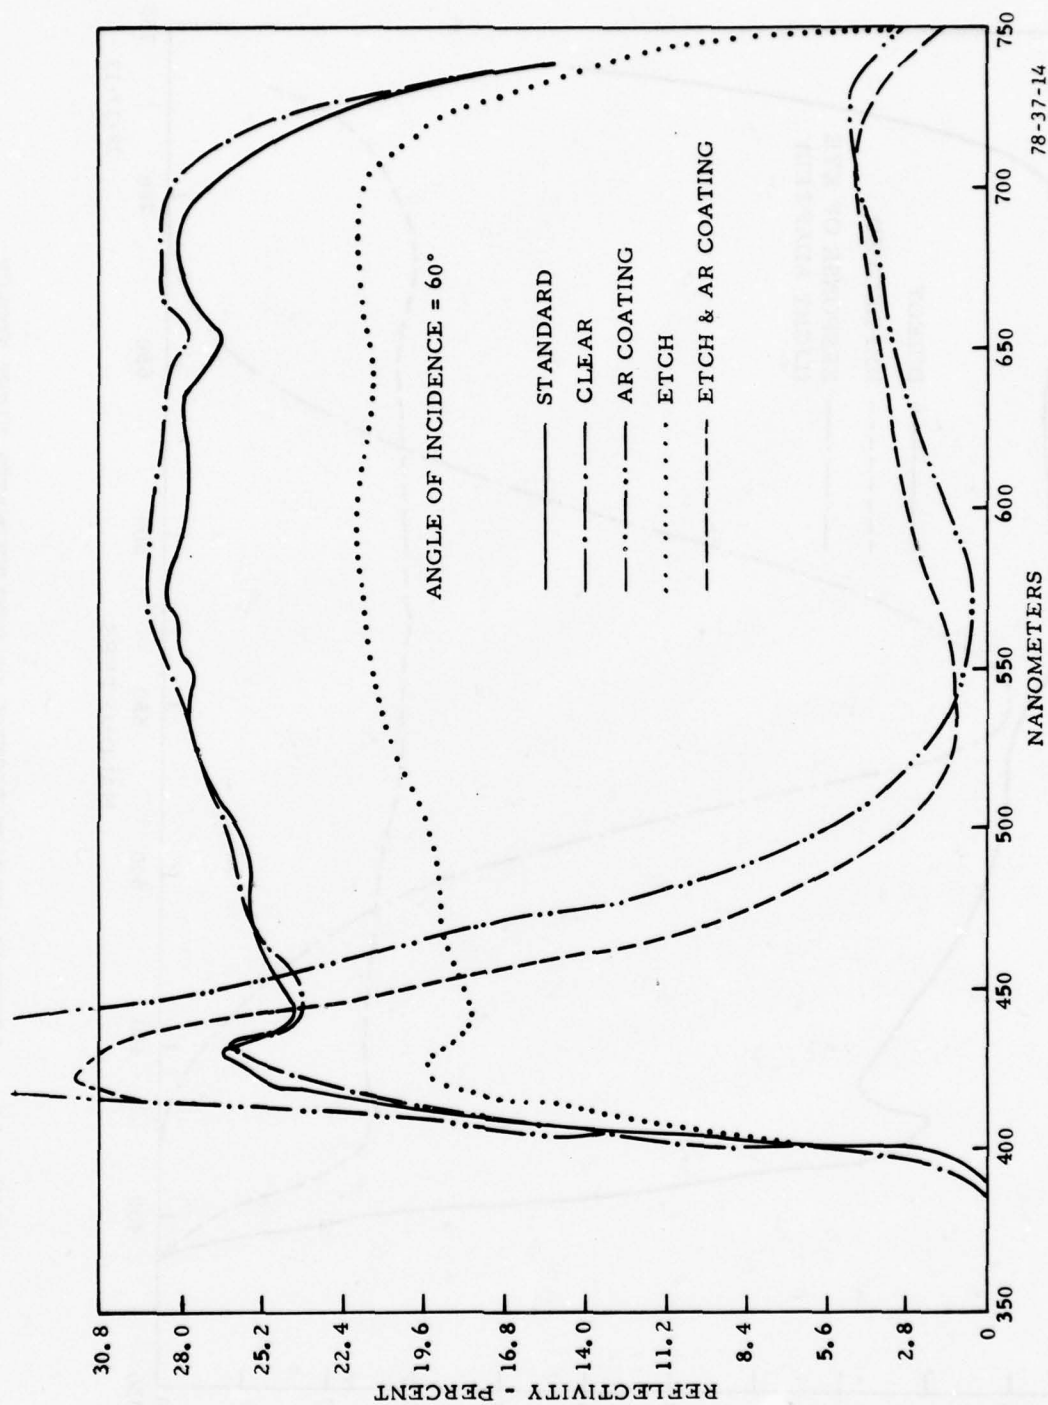 30.8
28.0
25.2
22.4
19.6
16.8
14.0
11.2
8.4
5.6
2.8
0
REFLECTIVITY - PERCENT
ANGLE OF INCIDENCE = 60°
STANDARD
CLEAR
AR COATING
ETCH
ETCH & AR COATING
350
400
450
500
550
600
650
700
750
NANOMETERS
78-37-14